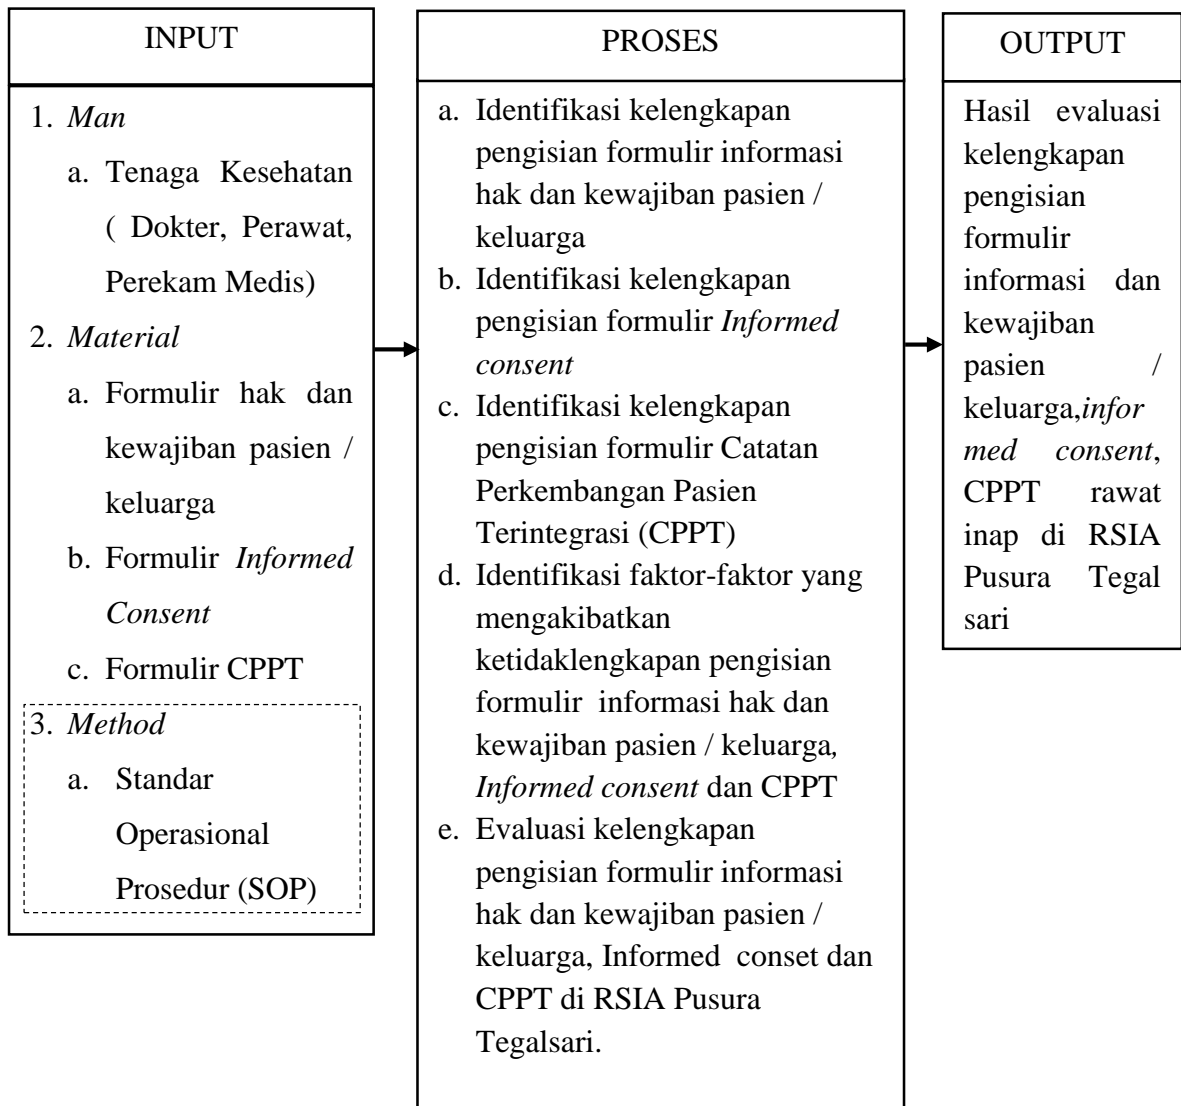 INPUT
1. Man
a. Tenaga Kesehatan
( Dokter, Perawat,
Perekam Medis)
2. Material
a. Formulir hak dan
kewajiban pasien /
keluarga
b. Formulir Informed
Consent
c. Formulir CPPT
3. Method
a. Standar
Operasional
Prosedur (SOP)
PROSES
a. Identifikasi kelengkapan
pengisian formulir informasi
hak dan kewajiban pasien /
keluarga
b. Identifikasi kelengkapan
pengisian formulir Informed
consent
c. Identifikasi kelengkapan
pengisian formulir Catatan
Perkembangan Pasien
Terintegrasi (CPPT)
d. Identifikasi faktor-faktor yang
mengakibatkan
ketidaklengkapan pengisian
formulir informasi hak dan
kewajiban pasien / keluarga,
Informed consent dan CPPT
e. Evaluasi kelengkapan
pengisian formulir informasi
hak dan kewajiban pasien /
keluarga, Informed conset dan
CPPT di RSIA Pusura
Tegalsari.
OUTPUT
Hasil evaluasi
kelengkapan
pengisian
formulir
informasi dan
kewajiban
pasien /
keluarga,infor
med consent,
CPPT rawat
inap di RSIA
Pusura Tegal
sari